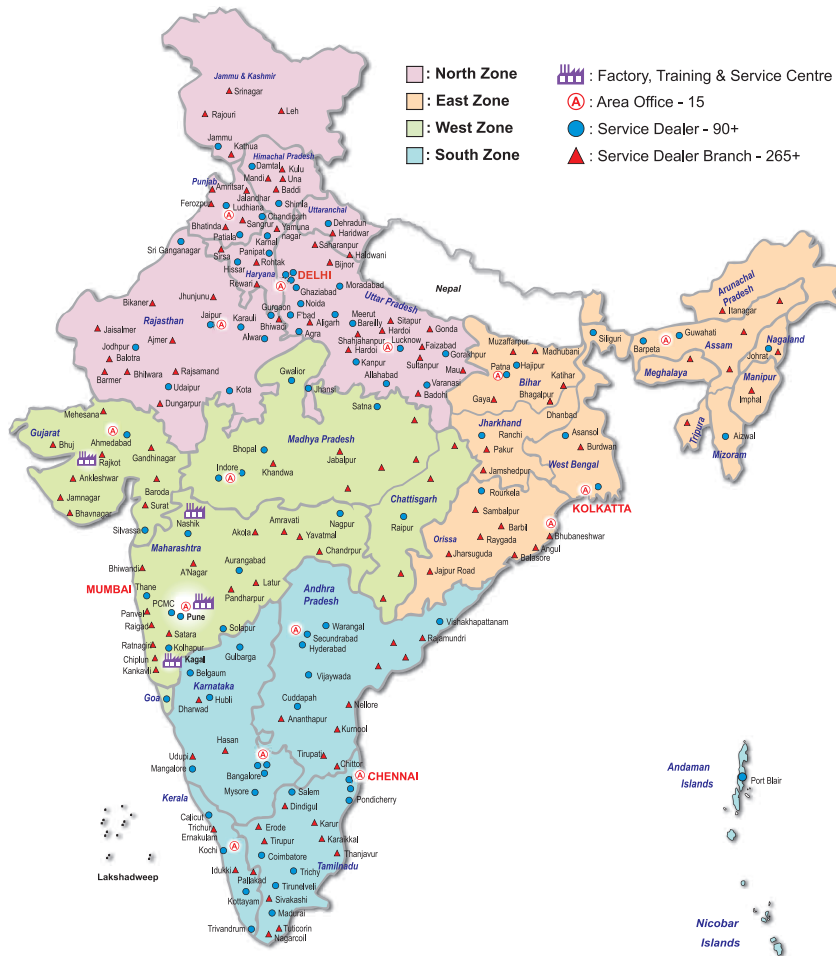 : North Zone
: East Zone
: West Zone
: South Zone
: Factory, Training & Service Centre
A : Area Office - 15
: Service Dealer - 90+
: Service Dealer Branch - 265+
Jammu & Kashmir
Srinagar
Rajouri
Leh
Jammu
Kathua
Himachal Pradesh
Damtal
Kulu
Mandi
Una
Baddi
Punjab
Amritsar
Jalandhar
Ferozpur
Ludhiana
Shimla
A
Chandigarh
Uttaranchal
Bhatinda
Sangrur
Yamuna
nagar
Dehradun
Haridwar
Patiala
Karnal
Sri Ganganagar
Saharanpur
Sirsa
Panipat
Haldwani
Hissar
Rohtak
Bijnor
Haryana
DELHI
Rewari
A
Ghaziabad
Moradabad
Nepal
Noida
Uttar Pradesh
Bikaner
Jhunjunu
Gurgaon
Rajasthan
Jaipur
A
Karauli
F'bad
Meerut
Sitapur
Bhiwadi
Aligarh
Bareilly
Hardoi
Gonda
Jaisalmer
Jodhpur
Ajmer
Alwar
Agra
Shahjahanpur
Lucknow
Faizabad
Hardoi
A
Gorakhpur
Balotra
Kanpur
Sultanpur
Mau
Barmer
Bhilwara
Rajsamand
Allahabad
Varanasi
Udaipur
Kota
Badohi
Dungarpur
Gwalior
Jhansi
Satna
Arunachal
Pradesh
Itanagar
Siliguri
Guwahati
A
Barpeta
Assam
Nagaland
Johrat
Meghalaya
Manipur
Imphal
Tripura
Aizwal
Mizoram
Muzaffarpur
Madhubani
Patna
Hajipur
A
Bihar
Katihar
Gaya
Bhagalpur
Dhanbad
Jharkhand
Ranchi
Asansol
Pakur
Burdwan
West Bengal
Jamshedpur
Rourkela
A
KOLKATTA
Sambalpur
Barbil
A
Orissa
Raygada
Bhubaneshwar
Jharsuguda
Angul
Balasore
Jajpur Road
Mehesana
Gujarat
A
Bhuj
Ahmedabad
Rajkot
Gandhinagar
Ankleshwar
Baroda
Jamnagar
Surat
Bhavnagar
Silvassa
Madhya Pradesh
Bhopal
Jabalpur
Indore
A
Khandwa
Chattisgarh
Raipur
Nashik
Amravati
Nagpur
Akola
Yavatmal
Maharashtra
Chandrpur
Aurangabad
Bhiwandi
A'Nagar
Latur
MUMBAI
Thane
Pandharpur
PCMC
A
Panvel
Pune
Raigad
Satara
Solapur
Ratnagiri
Kolhapur
Chiplun
Kagal
Kankavli
Gulbarga
Belgaum
Goa
Karnataka
Hubli
Dharwad
Andhra
Pradesh
Vishakhapattanam
A
Warangal
Secundrabad
Rajamundri
Hyderabad
Vijaywada
Cuddapah
Nellore
Ananthapur
Kurnool
Hasan
A
Tirupati
Udupi
Chittor
Mangalore
Bangalore
A
CHENNAI
Mysore
Salem
Pondicherry
Kerala
Dindigul
Calicut
Trichur
Erode
Karur
Ernakulam
Tirupur
Karaikkal
Kochi
A
Coimbatore
Thanjavur
Tamilnadu
Idukki
Pallakad
Trichy
Tirunelveli
Kottayam
Sivakashi
Madurai
Trivandrum
Tuticorin
Nagarcoil
Lakshadweep
Andaman
Islands
Port Blair
Nicobar
Islands